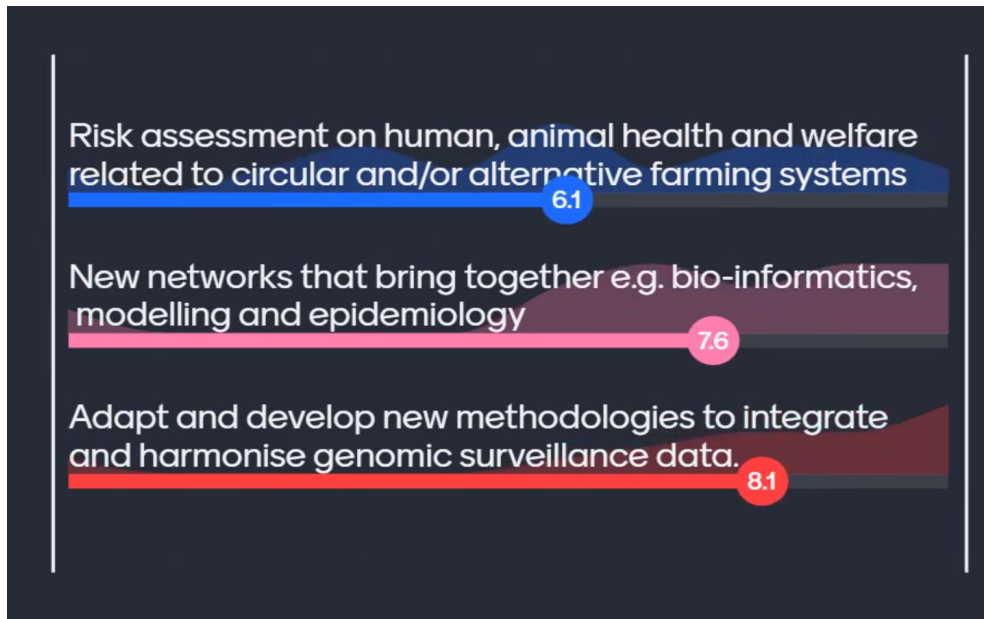 Risk assessment on human, animal health and welfare
related to circular and/or alternative farming systems
6.1
New networks that bring together e.g. bio-informatics,
modelling and epidemiology
7.6
Adapt and develop new methodologies to integrate
and harmonise genomic surveillance data.
8.1